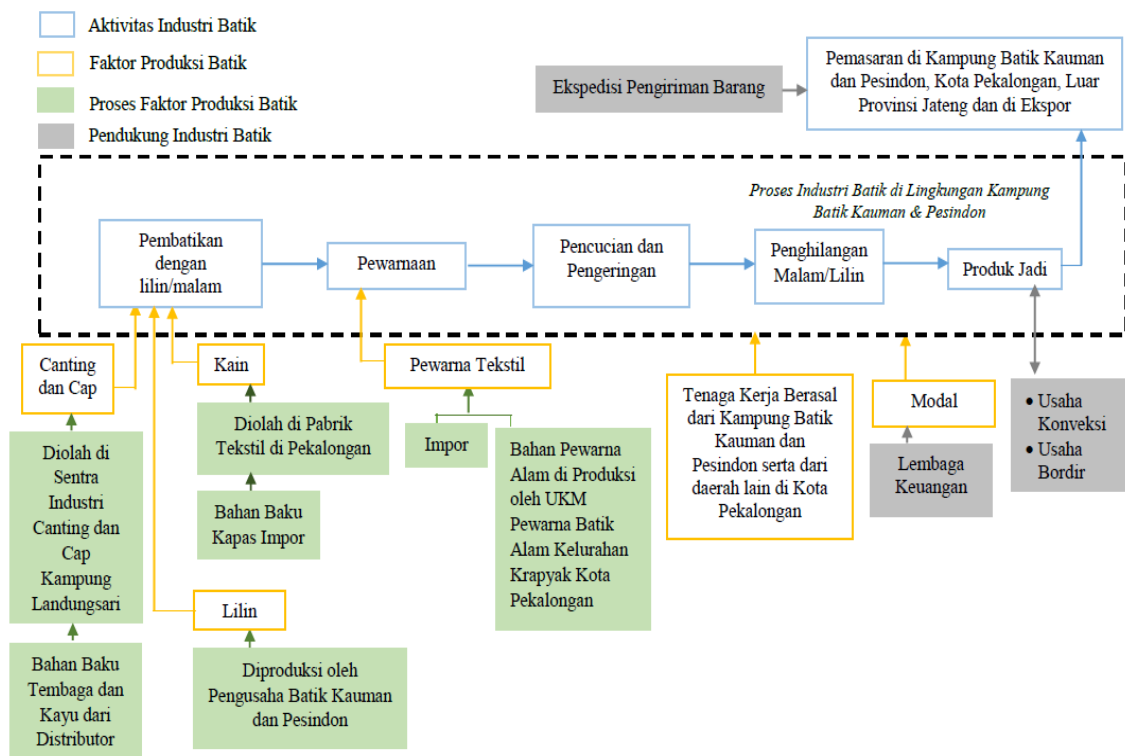 Aktivitas Industri Batik
Faktor Produksi Batik
Proses Faktor Produksi Batik
Pendukung Industri Batik
Ekspedisi Pengiriman Barang
Pemasaran di Kampung Batik Kauman
dan Pesindon, Kota Pekalongan, Luar
Provinsi Jateng dan di Ekspor
Proses Industri Batik di Lingkungan Kampung
Batik Kauman & Pesindon
Pembatikan
dengan
lilin/malam
Pewarnaan
Pencucian dan
Pengeringan
Penghilangan
Malam/Lilin
Produk Jadi
Canting
dan Cap
Kain
Pewarna Tekstil
Tenaga Kerja Berasal
dari Kampung Batik
Kauman dan
Pesindon serta dari
daerah lain di Kota
Pekalongan
Modal
• Usaha
Konveksi
• Usaha
Bordir
Diolah di
Sentra
Industri
Canting dan
Cap
Kampung
Landungsari
Diolah di Pabrik
Tekstil di Pekalongan
Impor
Bahan Pewarna
Alam di Produksi
oleh UKM
Pewarna Batik
Alam Kelurahan
Krapyak Kota
Pekalongan
Lembaga
Keuangan
Bahan Baku
Kapas Impor
Lilin
Bahan Baku
Tembaga dan
Kayu dari
Distributor
Diproduksi oleh
Pengusaha Batik Kauman
dan Pesindon